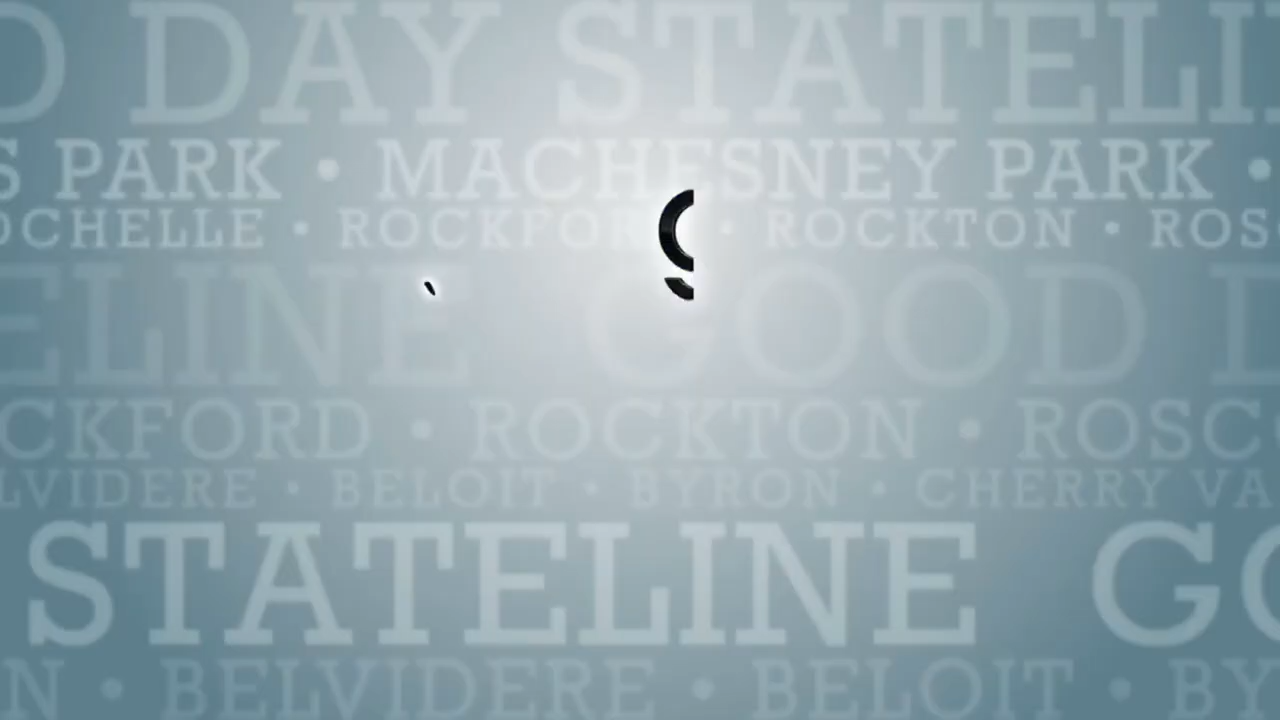 D DAY STATELI
S PARK • MACHESNEY PARK •
OCHELLE • ROCKFORD • ROCKTON • ROS
ELINE GOOD D
CKFORD • ROCKTON • ROSC
LVIDERE • BELOIT • BYRON • CHERRY VA
STATELINE GO
N • BELVIDERE • BELOIT • BY